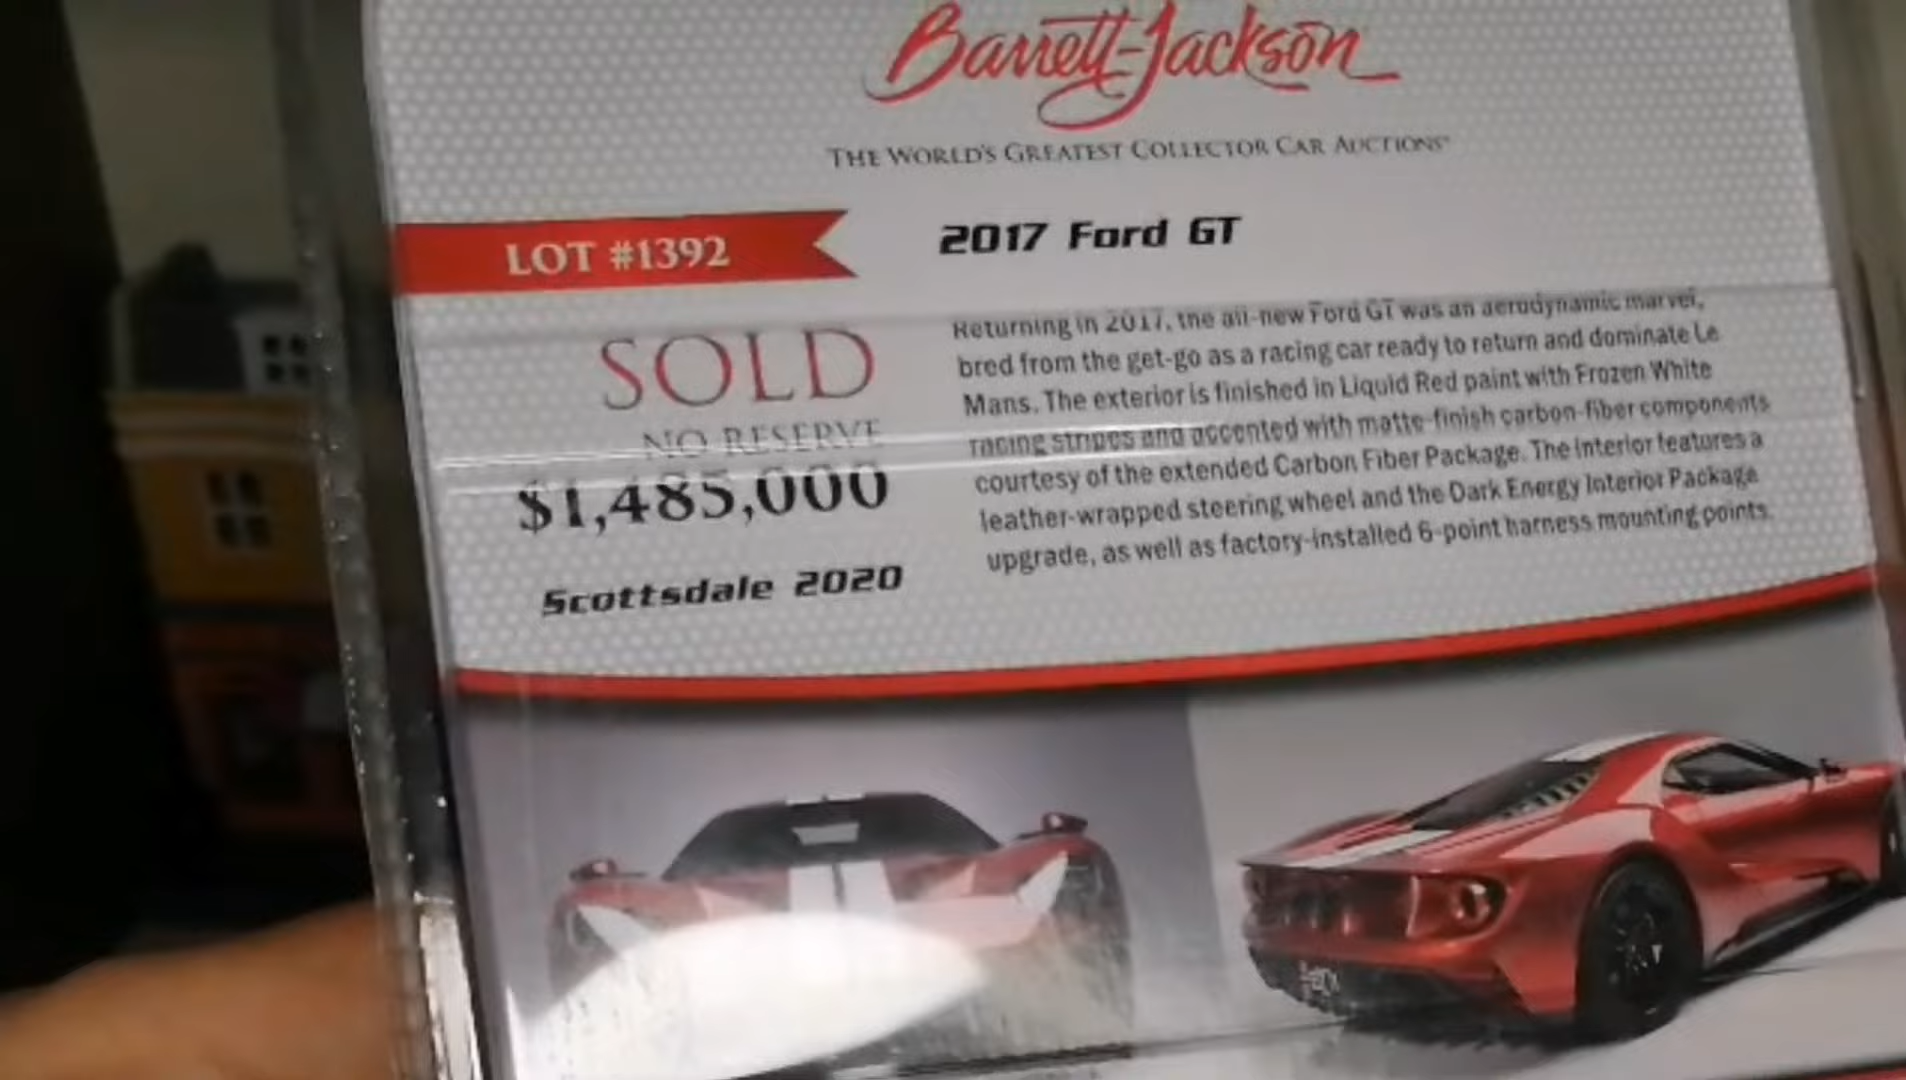 Barrett-Jackson
THE WORLD'S GREATEST COLLECTOR CAR AUCTIONS
LOT #1392
2017 Ford GT
SOLD
NO RESERVE
$1,485,000
Scottsdale 2020
Returning in 2017, the all-new Ford GT was an aerodynamic marvel,
bred from the get-go as a racing car ready to return and dominate Le
Mans. The exterior is finished in Liquid Red paint with Frozen White
racing stripes and accented with matte-finish carbon-fiber components
courtesy of the extended Carbon Fiber Package. The interior features a
leather-wrapped steering wheel and the Dark Energy Interior Package
upgrade, as well as factory-installed 6-point harness mounting points.